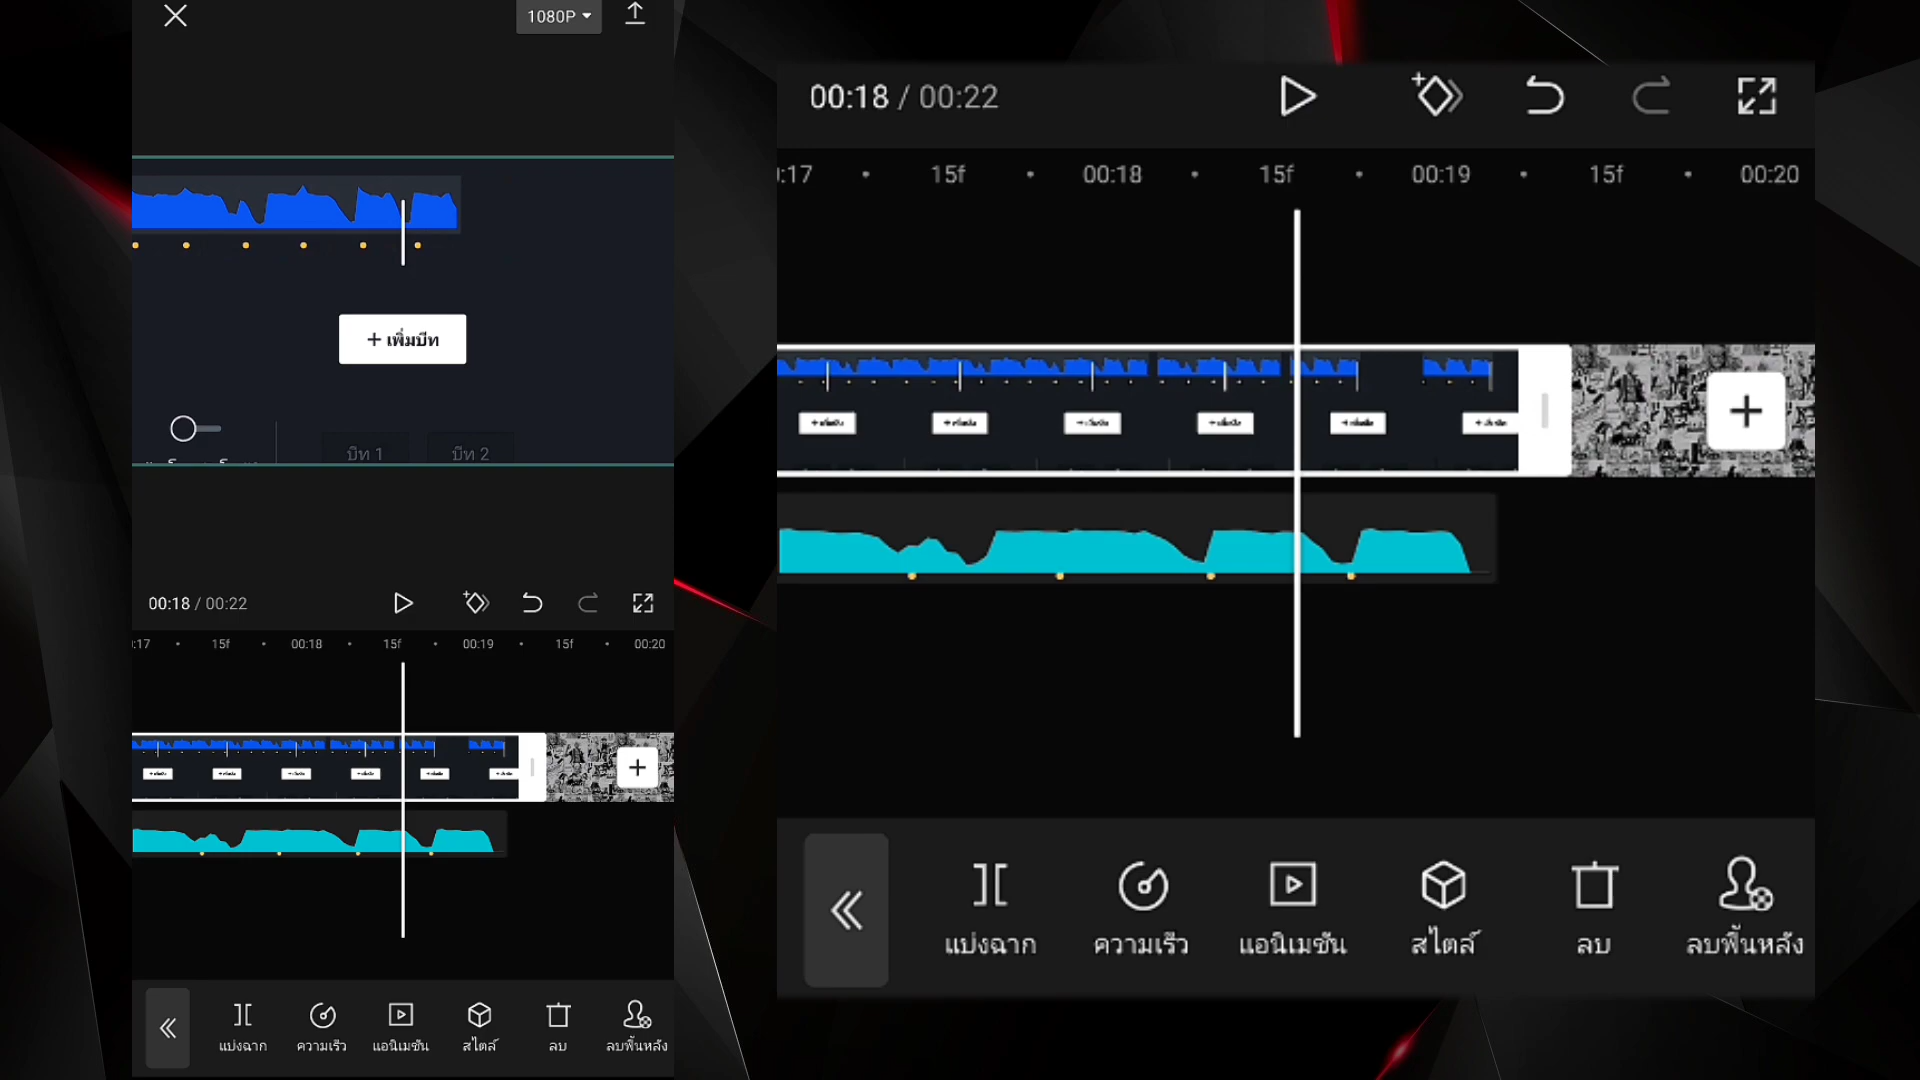 1080P
+ เพิ่มบีท
บีท 1
บีท 2
00:18 / 00:22
:17
15f
00:18
15f
00:19
15f
00:20
แบ่งฉาก
ความเร็ว
แอนิเมชัน
สไตล์
ลบ
ลบพื้นหลัง
00:18 / 00:22
:17
15f
00:18
15f
00:19
15f
00:20
แบ่งฉาก
ความเร็ว
แอนิเมชัน
สไตล์
ลบ
ลบพื้นหลัง